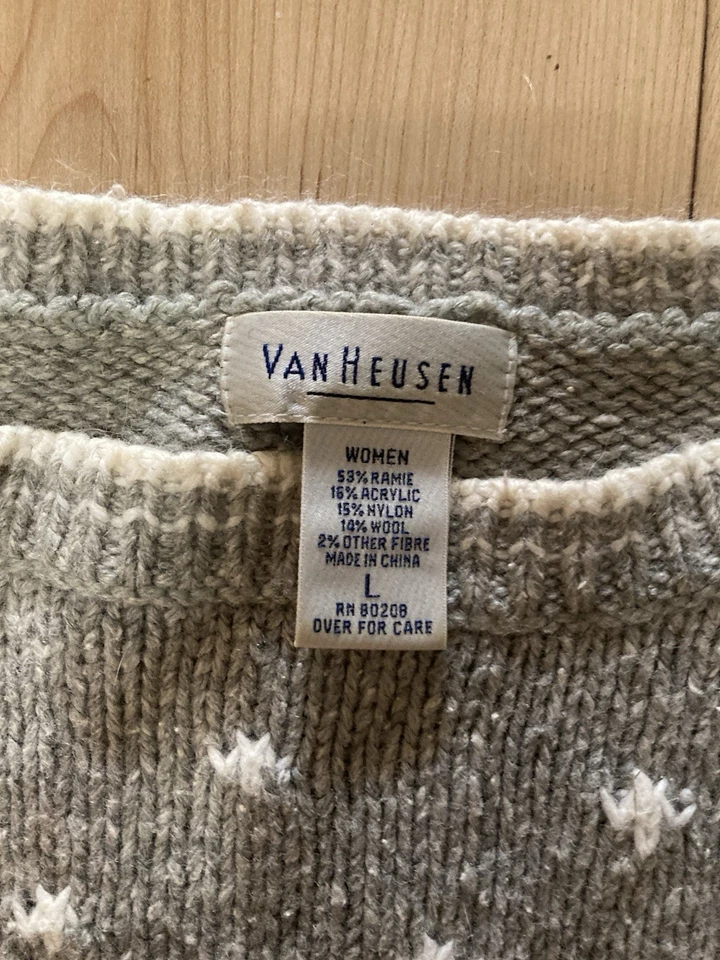 VAN HEUSEN
WOMEN
53% RAMIE
16% ACRYLIC
15% NYLON
14% WOOL
2% OTHER FIBRE
MADE IN CHINA
L
RN 80208
OVER FOR CARE